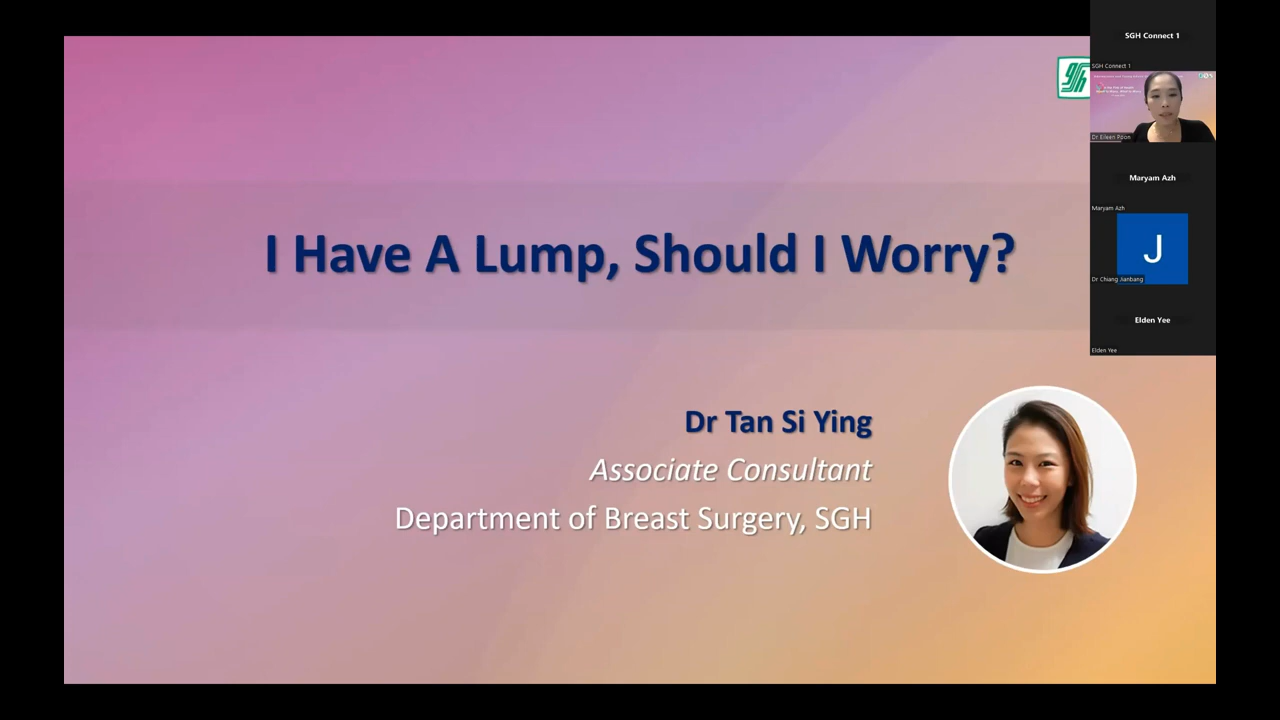 I Have A Lump, Should I Worry?
Dr Tan Si Ying
Associate Consultant
Department of Breast Surgery, SGH
SGH Connect 1
SGH Connect 1
Dr Eileen Poon
Maryam Azh
Maryam Azh
J
Dr Chiang Jianbang
Elden Yee
Elden Yee